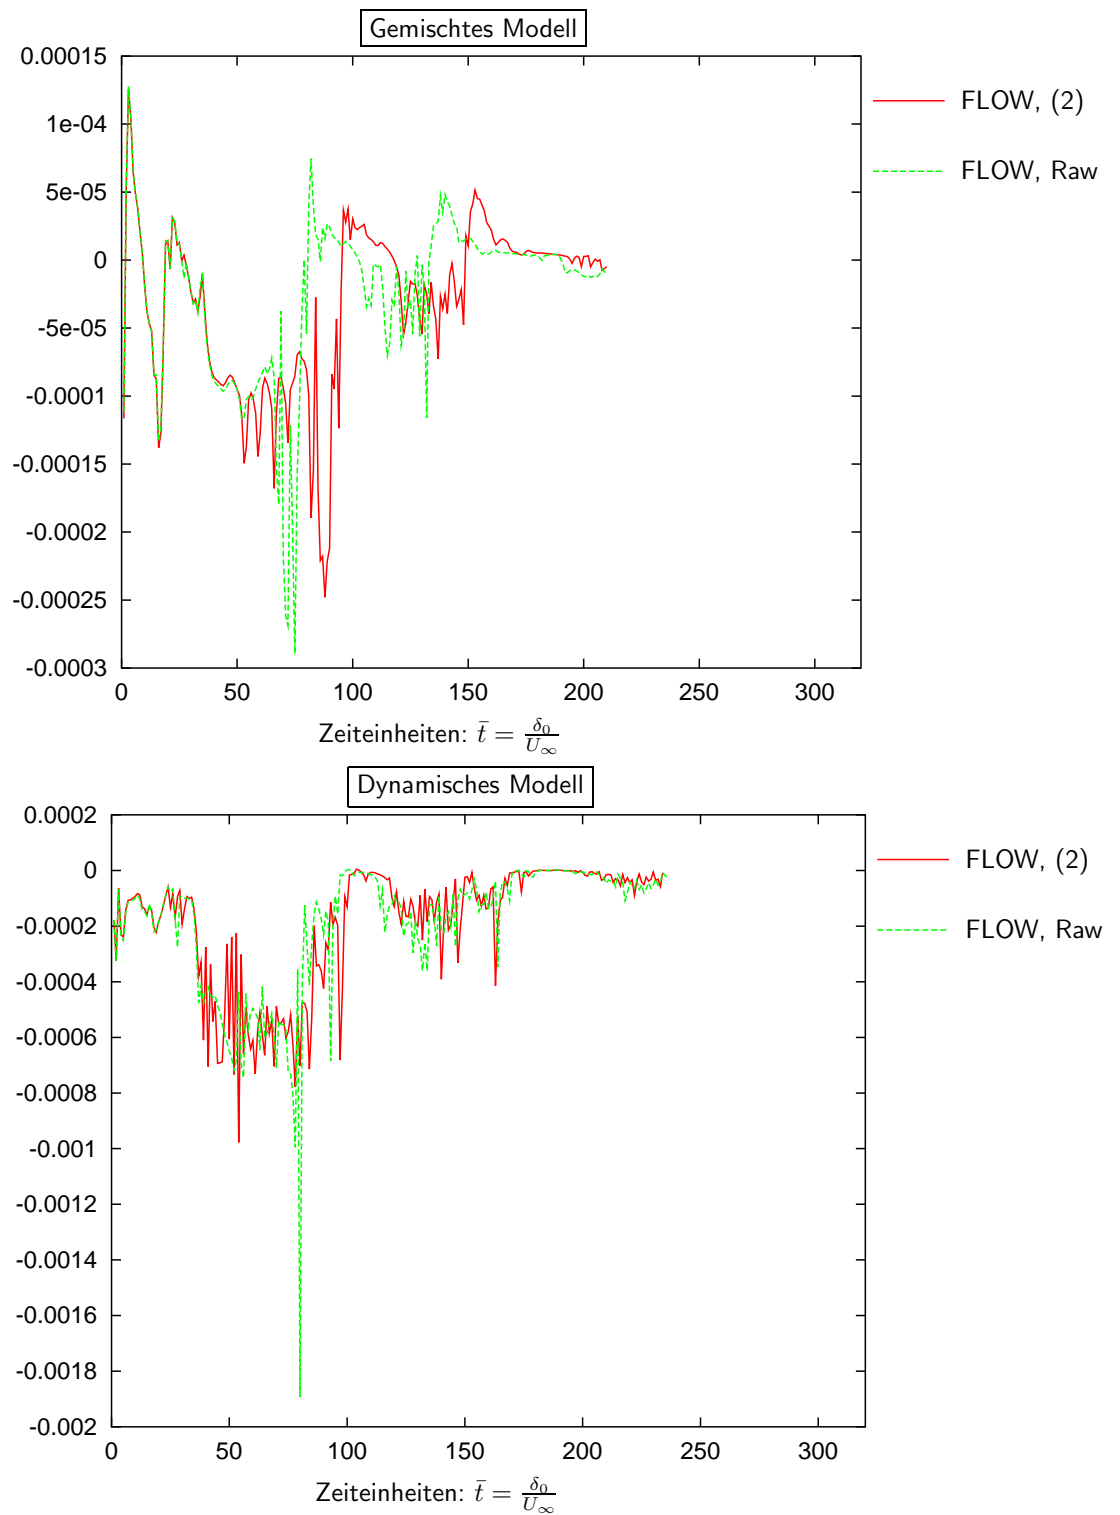 Gemischtes Modell
0.00015
1e-04
5e-05
0
-5e-05
-0.0001
-0.00015
-0.0002
-0.00025
-0.0003
0 50 100 150 200 250 300
FLOW, (2)
FLOW, Raw
Zeiteinheiten: t̄ = δ₀/U∞
Dynamisches Modell
0.0002
0
-0.0002
-0.0004
-0.0006
-0.0008
-0.001
-0.0012
-0.0014
-0.0016
-0.0018
-0.002
0 50 100 150 200 250 300
FLOW, (2)
FLOW, Raw
Zeiteinheiten: t̄ = δ₀/U∞